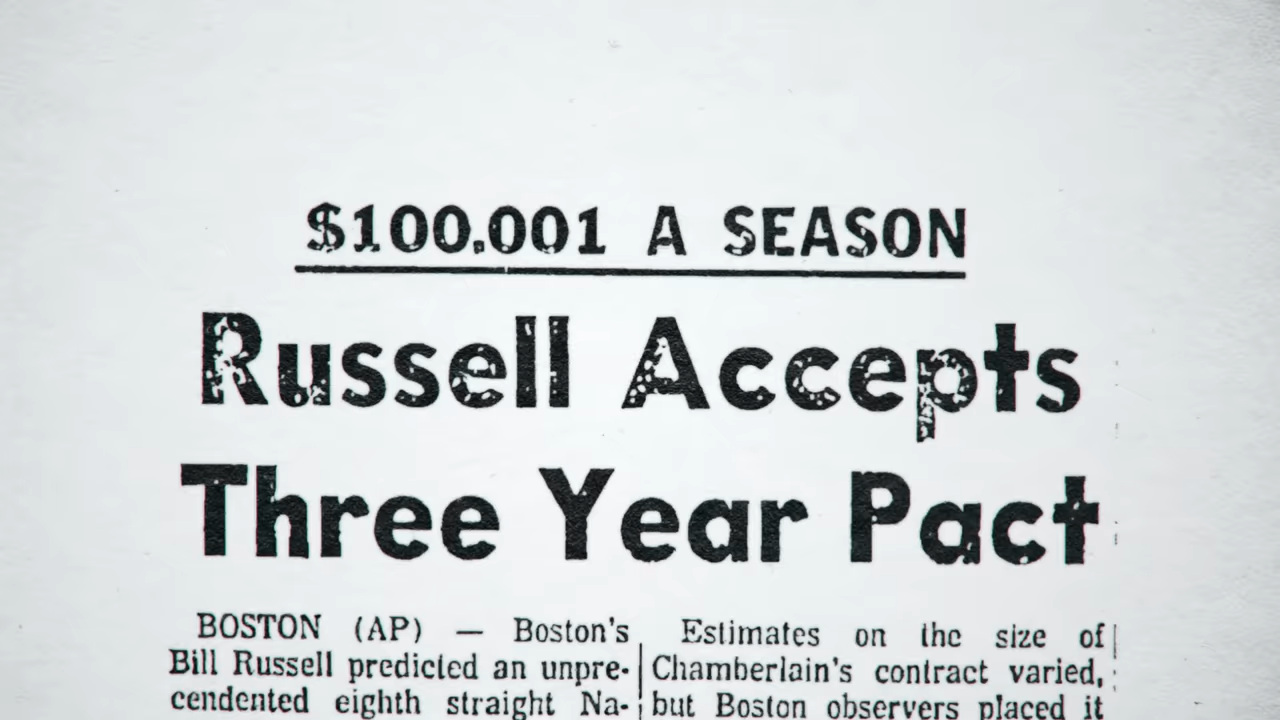 $100,001 A SEASON
Russell Accepts
Three Year Pact
BOSTON (AP) — Boston's
Bill Russell predicted an unpre-
cendented eighth straight Na-
Estimates on the size of
Chamberlain's contract varied,
but Boston observers placed it